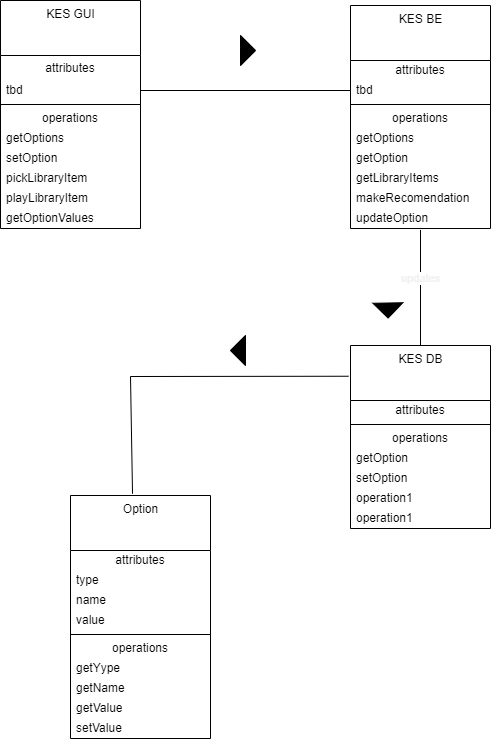 KES GUI
attributes
tbd
operations
getOptions
setOption
pickLibraryItem
playLibraryItem
getOptionValues
KES BE
attributes
tbd
operations
getOptions
getOption
getLibraryItems
makeRecomendation
updateOption
updates
KES DB
attributes
operations
getOption
setOption
operation1
operation1
Option
attributes
type
name
value
operations
getYype
getName
getValue
setValue